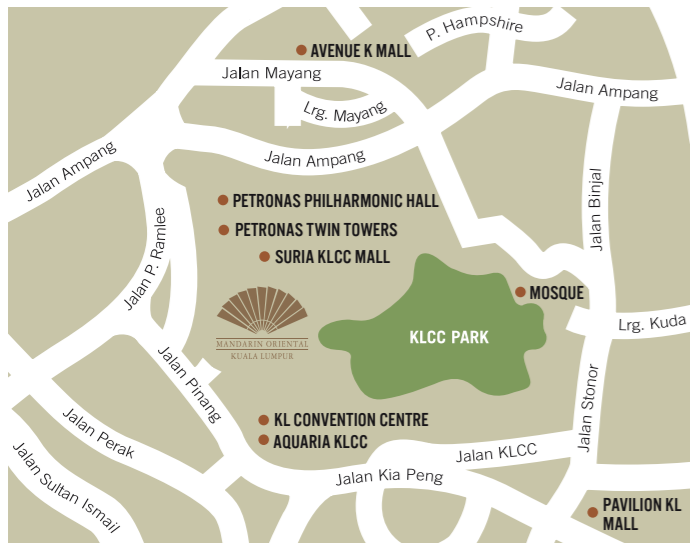 P. Hampshire
AVENUE K MALL
Jalan Mayang
Jalan Ampang
Lrg. Mayang
Jalan Ampang
Jalan Ampang
Jalan Binjal
PETRONAS PHILHARMONIC HALL
PETRONAS TWIN TOWERS
SURIA KLCC MALL
Jalan P. Ramlee
MOSQUE
Lrg. Kuda
KLCC PARK
MANDARIN ORIENTAL
KUALA LUMPUR
Jalan Pinang
Jalan Stonor
KL CONVENTION CENTRE
AQUARIA KLCC
Jalan Perak
Jalan KLCC
Jalan Kia Peng
Jalan Sultan Ismail
PAVILION KL
MALL